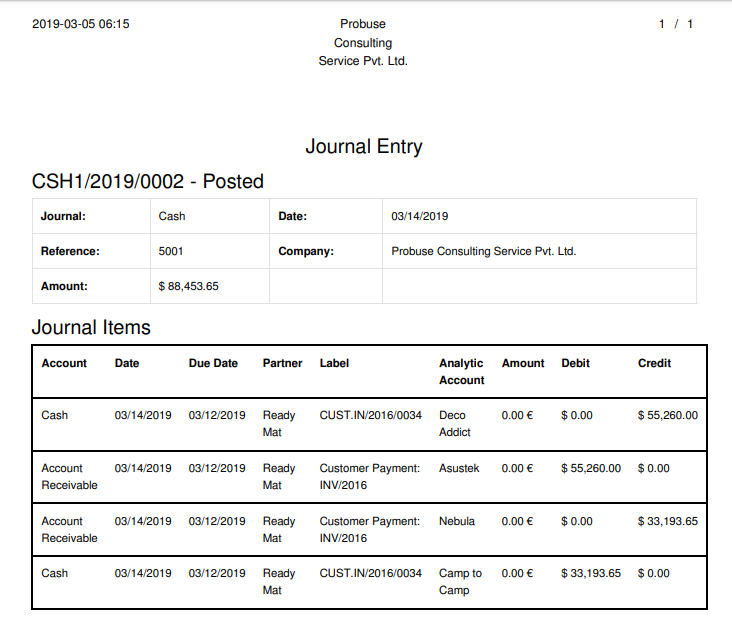 2019-03-05 06:15 Probuse 1 / 1
Consulting
Service Pvt. Ltd.
Journal Entry
CSH1/2019/0002 - Posted
Journal: Cash Date: 03/14/2019
Reference: 5001 Company: Probuse Consulting Service Pvt. Ltd.
Amount: $ 88,453.65
Journal Items
Account Date Due Date Partner Label Analytic Amount Debit Credit
Account
Cash 03/14/2019 03/12/2019 Ready CUST.IN/2016/0034 Deco 0.00 € $ 0.00 $ 55,260.00
Mat Addict
Account 03/14/2019 03/12/2019 Ready Customer Payment: Asustek 0.00 € $ 55,260.00 $ 0.00
Receivable Mat INV/2016
Account 03/14/2019 03/12/2019 Ready Customer Payment: Nebula 0.00 € $ 0.00 $ 33,193.65
Receivable Mat INV/2016
Cash 03/14/2019 03/12/2019 Ready CUST.IN/2016/0034 Camp to 0.00 € $ 33,193.65 $ 0.00
Mat Camp